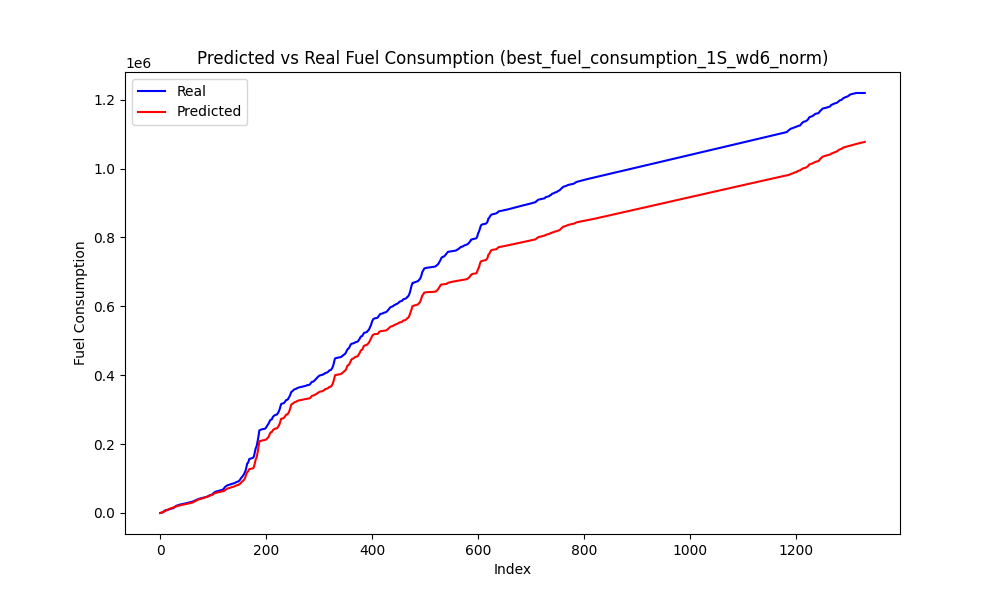 Predicted vs Real Fuel Consumption (best_fuel_consumption_1S_wd6_norm)
1e6
Real
Predicted
1.2
1.0
0.8
0.6
0.4
0.2
0.0
Fuel Consumption
0 200 400 600 800 1000 1200
Index